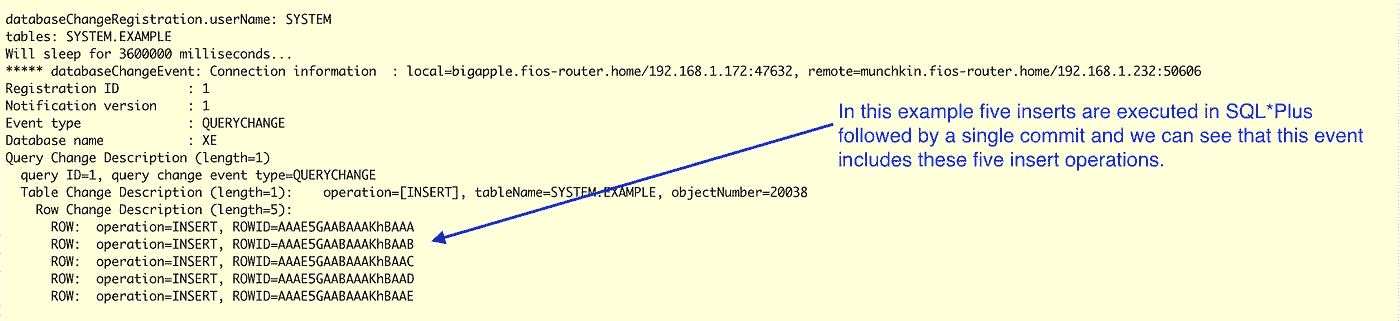 databaseChangeRegistration.userName: SYSTEM
tables: SYSTEM.EXAMPLE
Will sleep for 3600000 milliseconds...
***** databaseChangeEvent: Connection information  : local=bigapple.fios-router.home/192.168.1.172:47632, remote=munchkin.fios-router.home/192.168.1.232:50606
Registration ID         : 1
Notification version    : 1
Event type              : QUERYCHANGE
Database name           : XE
Query Change Description (length=1)
  query ID=1, query change event type=QUERYCHANGE
  Table Change Description (length=1):    operation=[INSERT], tableName=SYSTEM.EXAMPLE, objectNumber=20038
    Row Change Description (length=5):
      ROW:  operation=INSERT, ROWID=AAAE5GAABAAAKhBAAA
      ROW:  operation=INSERT, ROWID=AAAE5GAABAAAKhBAAB
      ROW:  operation=INSERT, ROWID=AAAE5GAABAAAKhBAAC
      ROW:  operation=INSERT, ROWID=AAAE5GAABAAAKhBAAD
      ROW:  operation=INSERT, ROWID=AAAE5GAABAAAKhBAAE
In this example five inserts are executed in SQL*Plus
followed by a single commit and we can see that this event
includes these five insert operations.